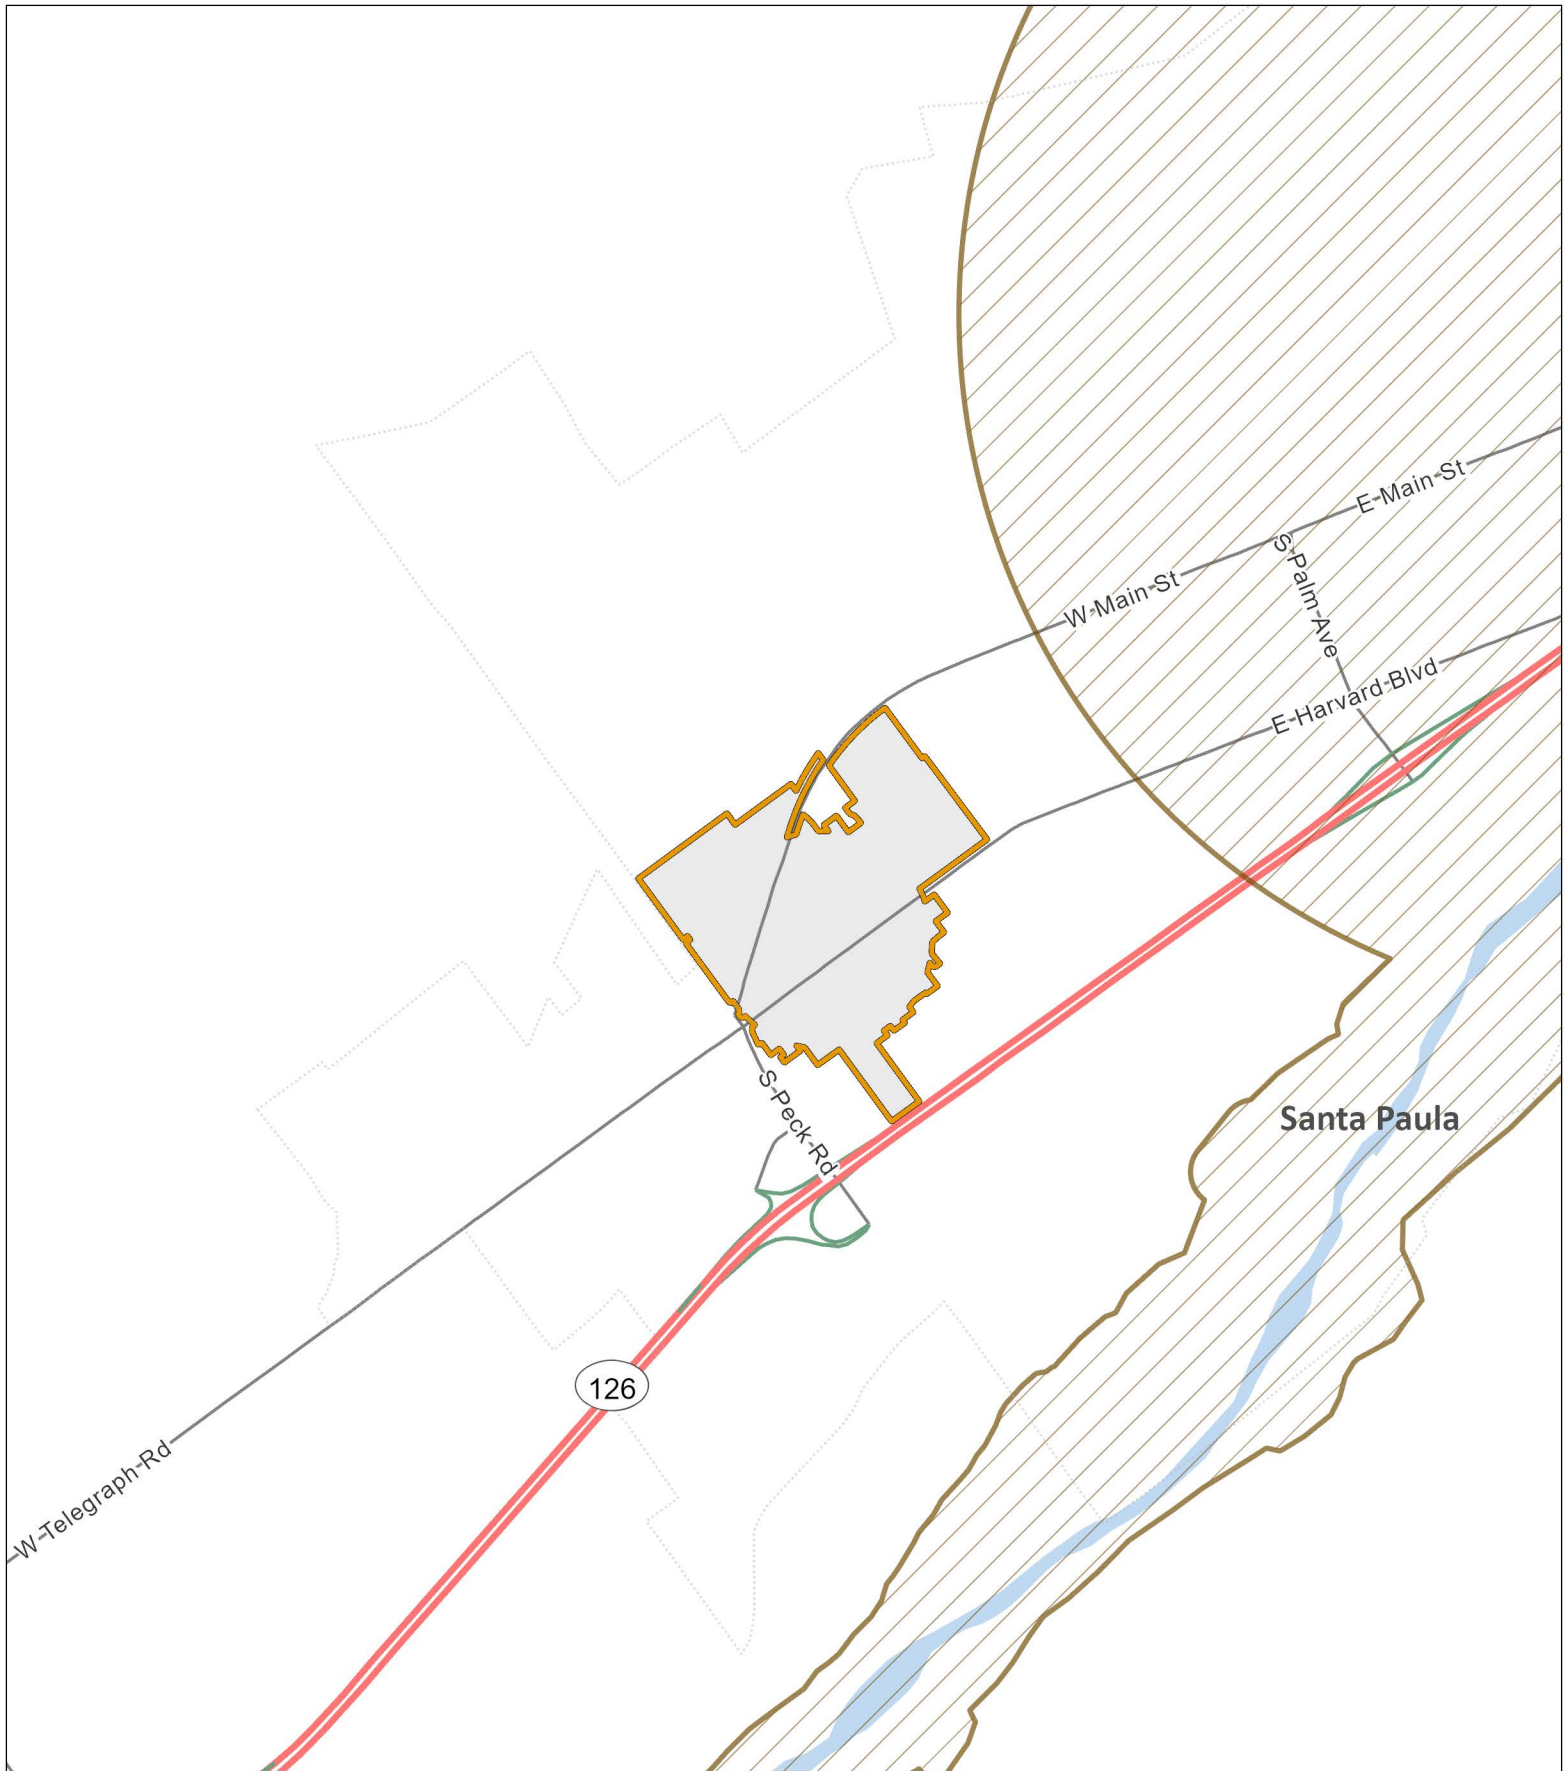 E-Main-St
W-Main-St
S-Palm-Ave
E-Harvard-Blvd
Santa Paula
S-Peck-Rd
126
W-Telegraph-Rd